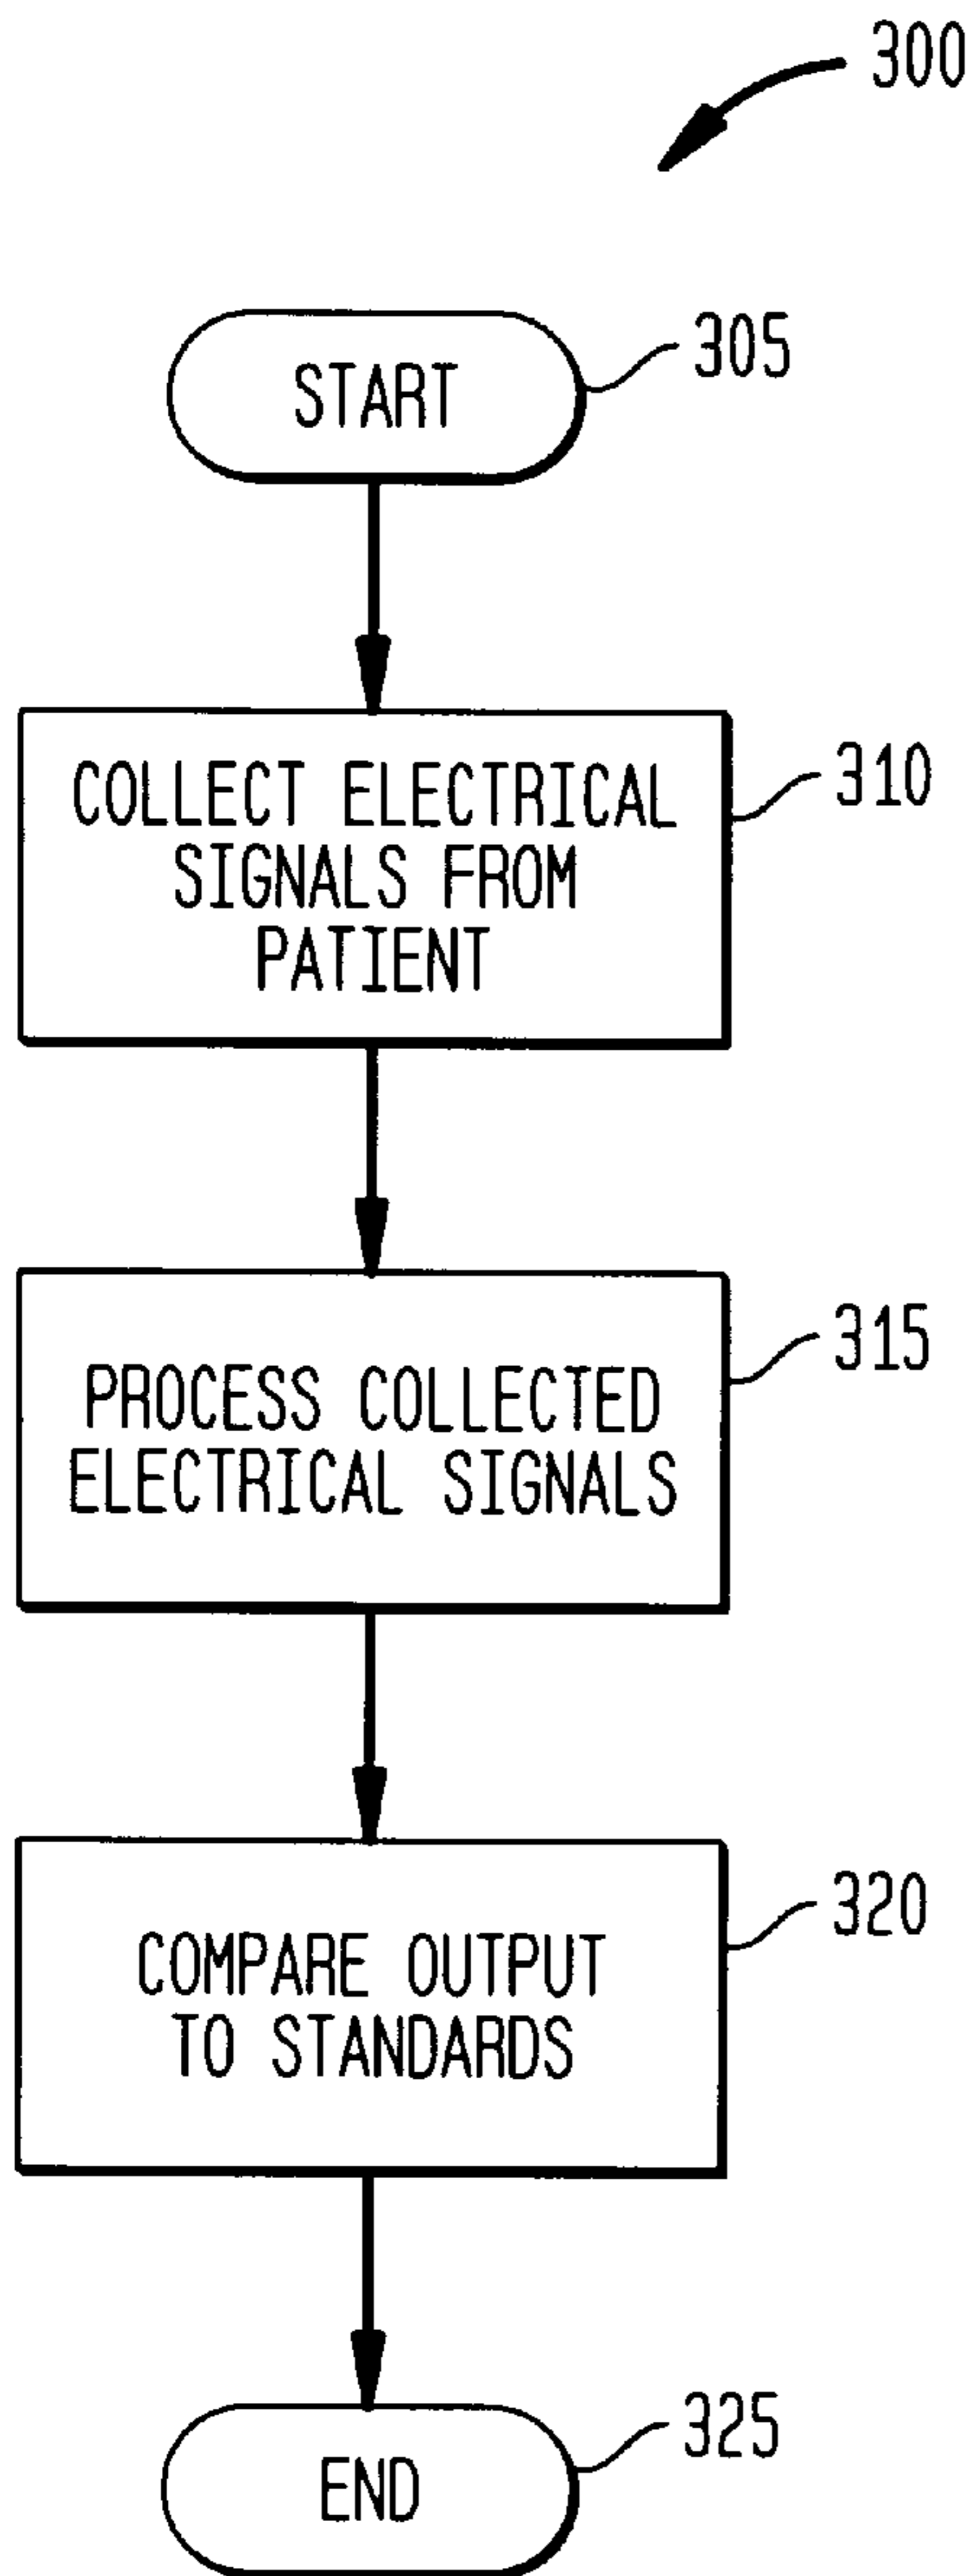 300
START
305
COLLECT ELECTRICAL
SIGNALS FROM
PATIENT
310
PROCESS COLLECTED
ELECTRICAL SIGNALS
315
COMPARE OUTPUT
TO STANDARDS
320
END
325